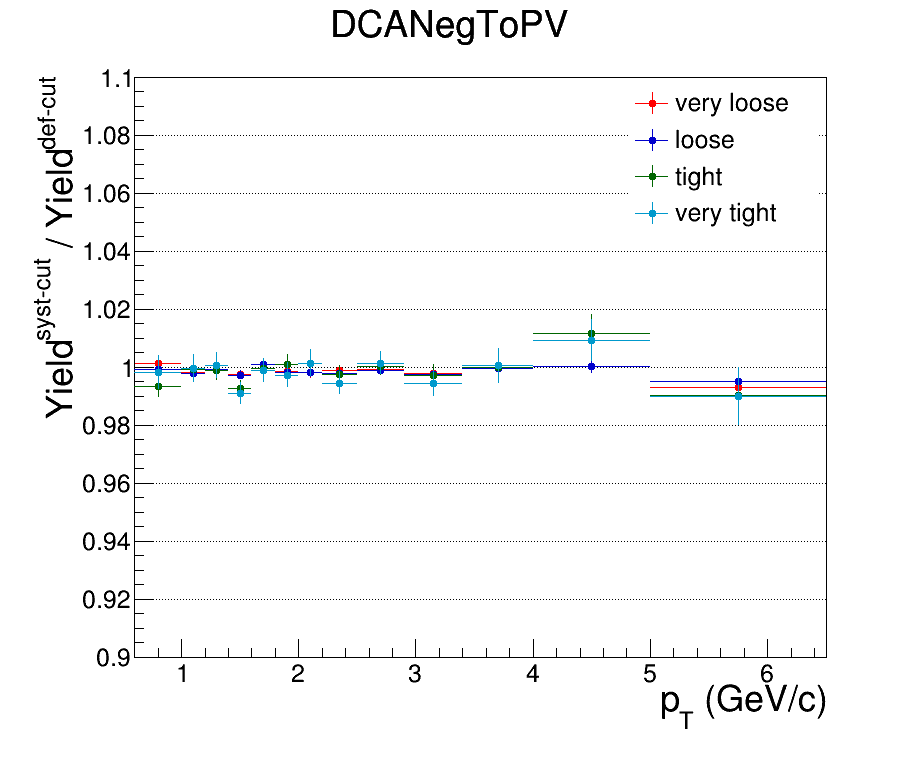 DCANegToPV
Yield^syst-cut / Yield^def-cut
1.1
1.08
1.06
1.04
1.02
1
0.98
0.96
0.94
0.92
0.9
very loose
loose
tight
very tight
1 2 3 4 5 6
p_T (GeV/c)